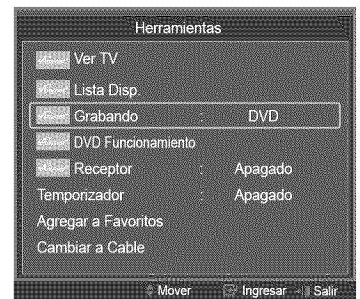 Herramientas
Ver TV
Lista Disp.
Grabando : DVD
DVD Funcionamiento
Receptor : Apagado
Temporizador : Apagado
Agregar a Favoritos
Cambiar a Cable
Mover Ingresar Salir